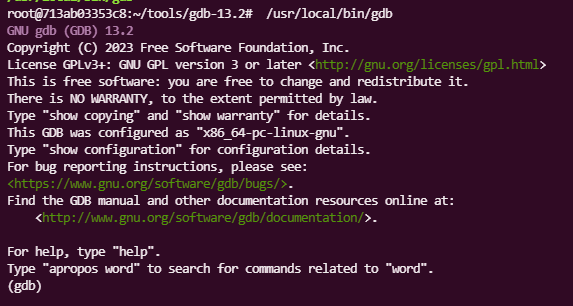 root@713ab03353c8:~/tools/gdb-13.2#  /usr/local/bin/gdb
GNU gdb (GDB) 13.2
Copyright (C) 2023 Free Software Foundation, Inc.
License GPLv3+: GNU GPL version 3 or later <http://gnu.org/licenses/gpl.html>
This is free software: you are free to change and redistribute it.
There is NO WARRANTY, to the extent permitted by law.
Type "show copying" and "show warranty" for details.
This GDB was configured as "x86_64-pc-linux-gnu".
Type "show configuration" for configuration details.
For bug reporting instructions, please see:
<https://www.gnu.org/software/gdb/bugs/>.
Find the GDB manual and other documentation resources online at:
    <http://www.gnu.org/software/gdb/documentation/>.

For help, type "help".
Type "apropos word" to search for commands related to "word".
(gdb)